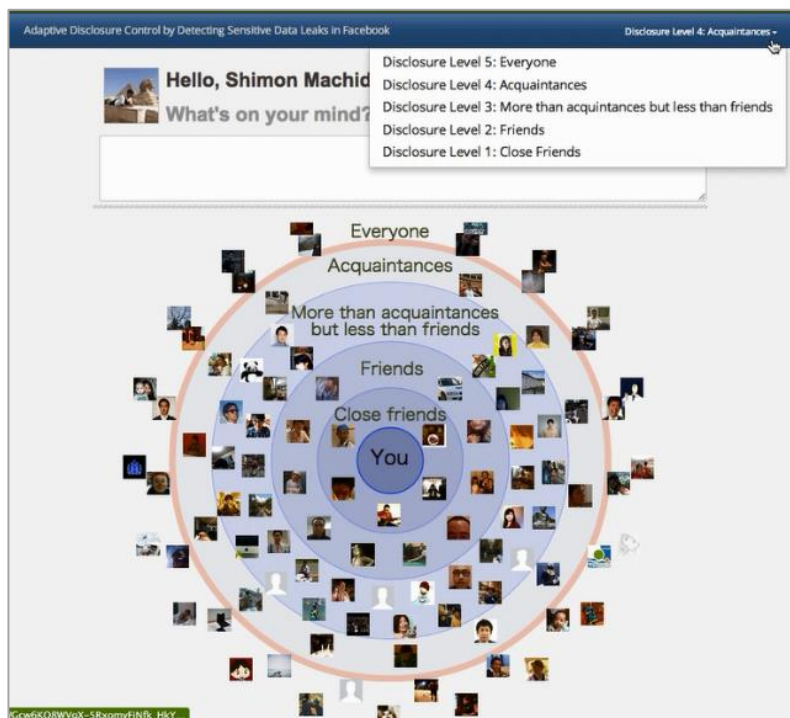 Adaptive Disclosure Control by Detecting Sensitive Data Leaks in Facebook
Disclosure Level 4: Acquaintances
Disclosure Level 5: Everyone
Disclosure Level 4: Acquaintances
Disclosure Level 3: More than acquintances but less than friends
Disclosure Level 2: Friends
Disclosure Level 1: Close Friends
Hello, Shimon Machid
What's on your mind?
Everyone
Acquaintances
More than acquaintances
but less than friends
Friends
Close friends
You